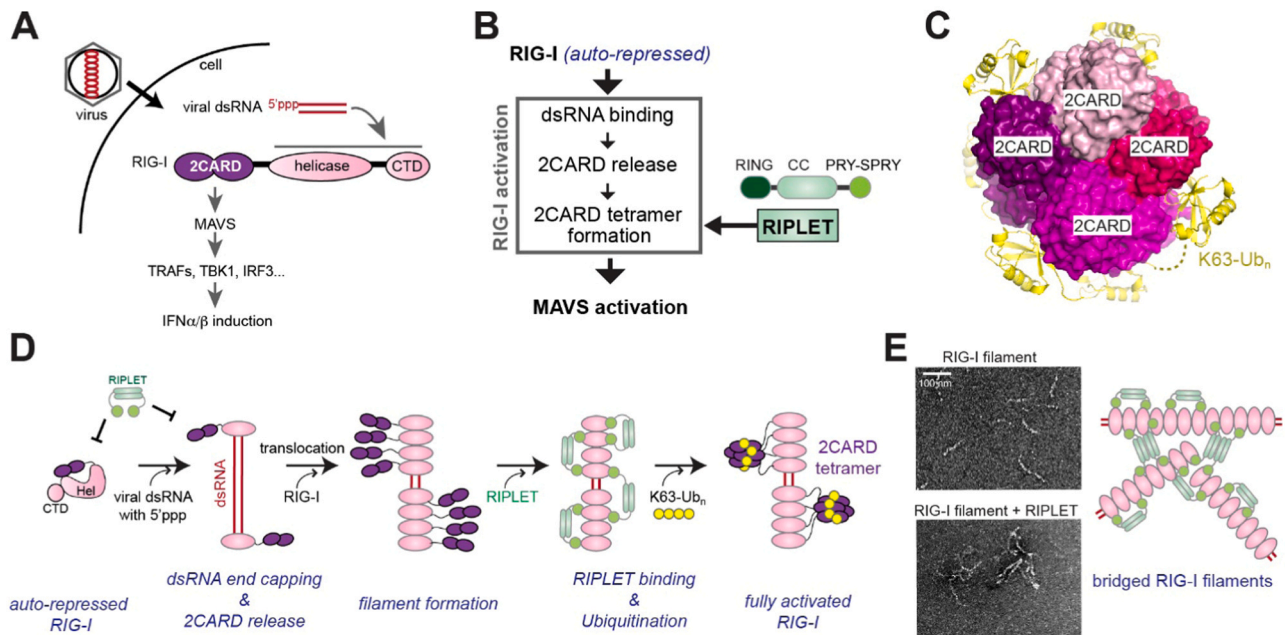 A
virus
cell
viral dsRNA 5'ppp
RIG-I
2CARD
helicase
CTD
MAVS
TRAFs, TBK1, IRF3...
IFNα/β induction
B
RIG-I (auto-repressed)
RIG-I activation
dsRNA binding
2CARD release
2CARD tetramer
formation
MAVS activation
RING CC PRY-SPRY
RIPLET
C
2CARD
2CARD
2CARD
2CARD
K63-Ubn
D
RIPLET
Hel
CTD
viral dsRNA
with 5'ppp
dsRNA
translocation
RIG-I
RIPLET
K63-Ubn
2CARD
tetramer
auto-repressed
RIG-I
dsRNA end capping
&
2CARD release
filament formation
RIPLET binding
&
Ubiquitination
fully activated
RIG-I
E
RIG-I filament
100 nm
RIG-I filament + RIPLET
bridged RIG-I filaments